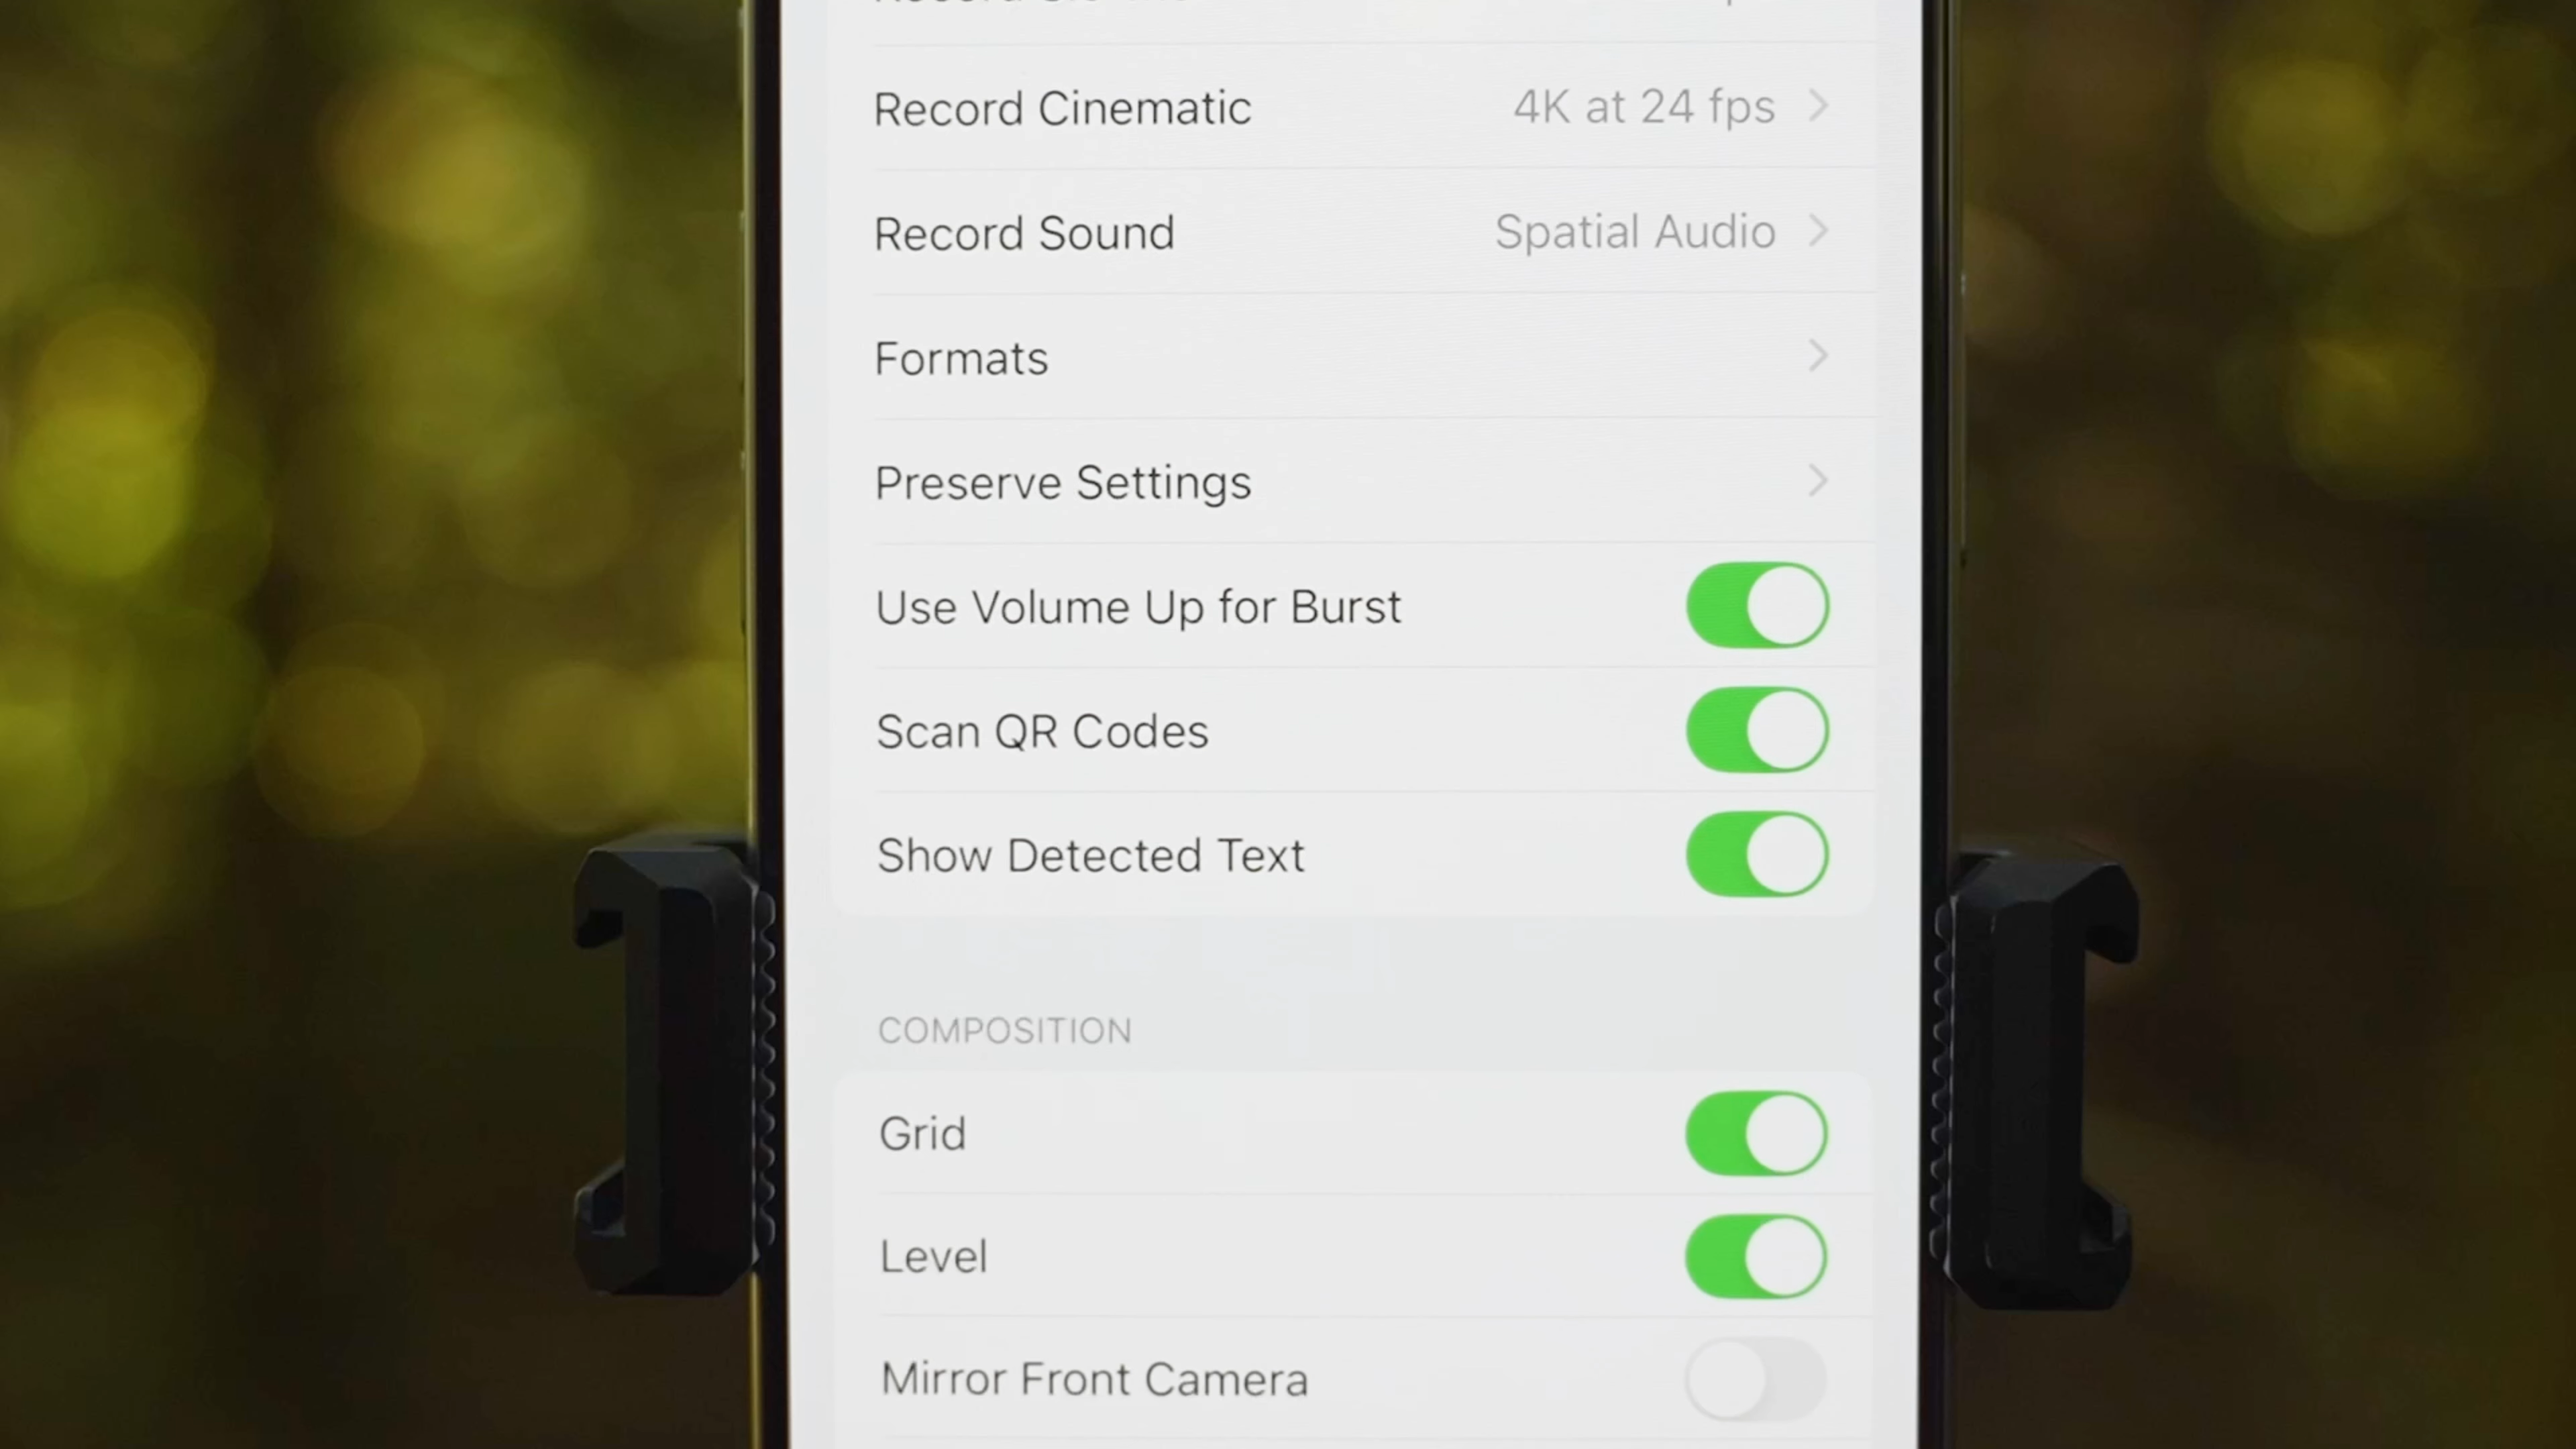 Record Cinematic 4K at 24 fps
Record Sound Spatial Audio
Formats
Preserve Settings
Use Volume Up for Burst
Scan QR Codes
Show Detected Text
COMPOSITION
Grid
Level
Mirror Front Camera